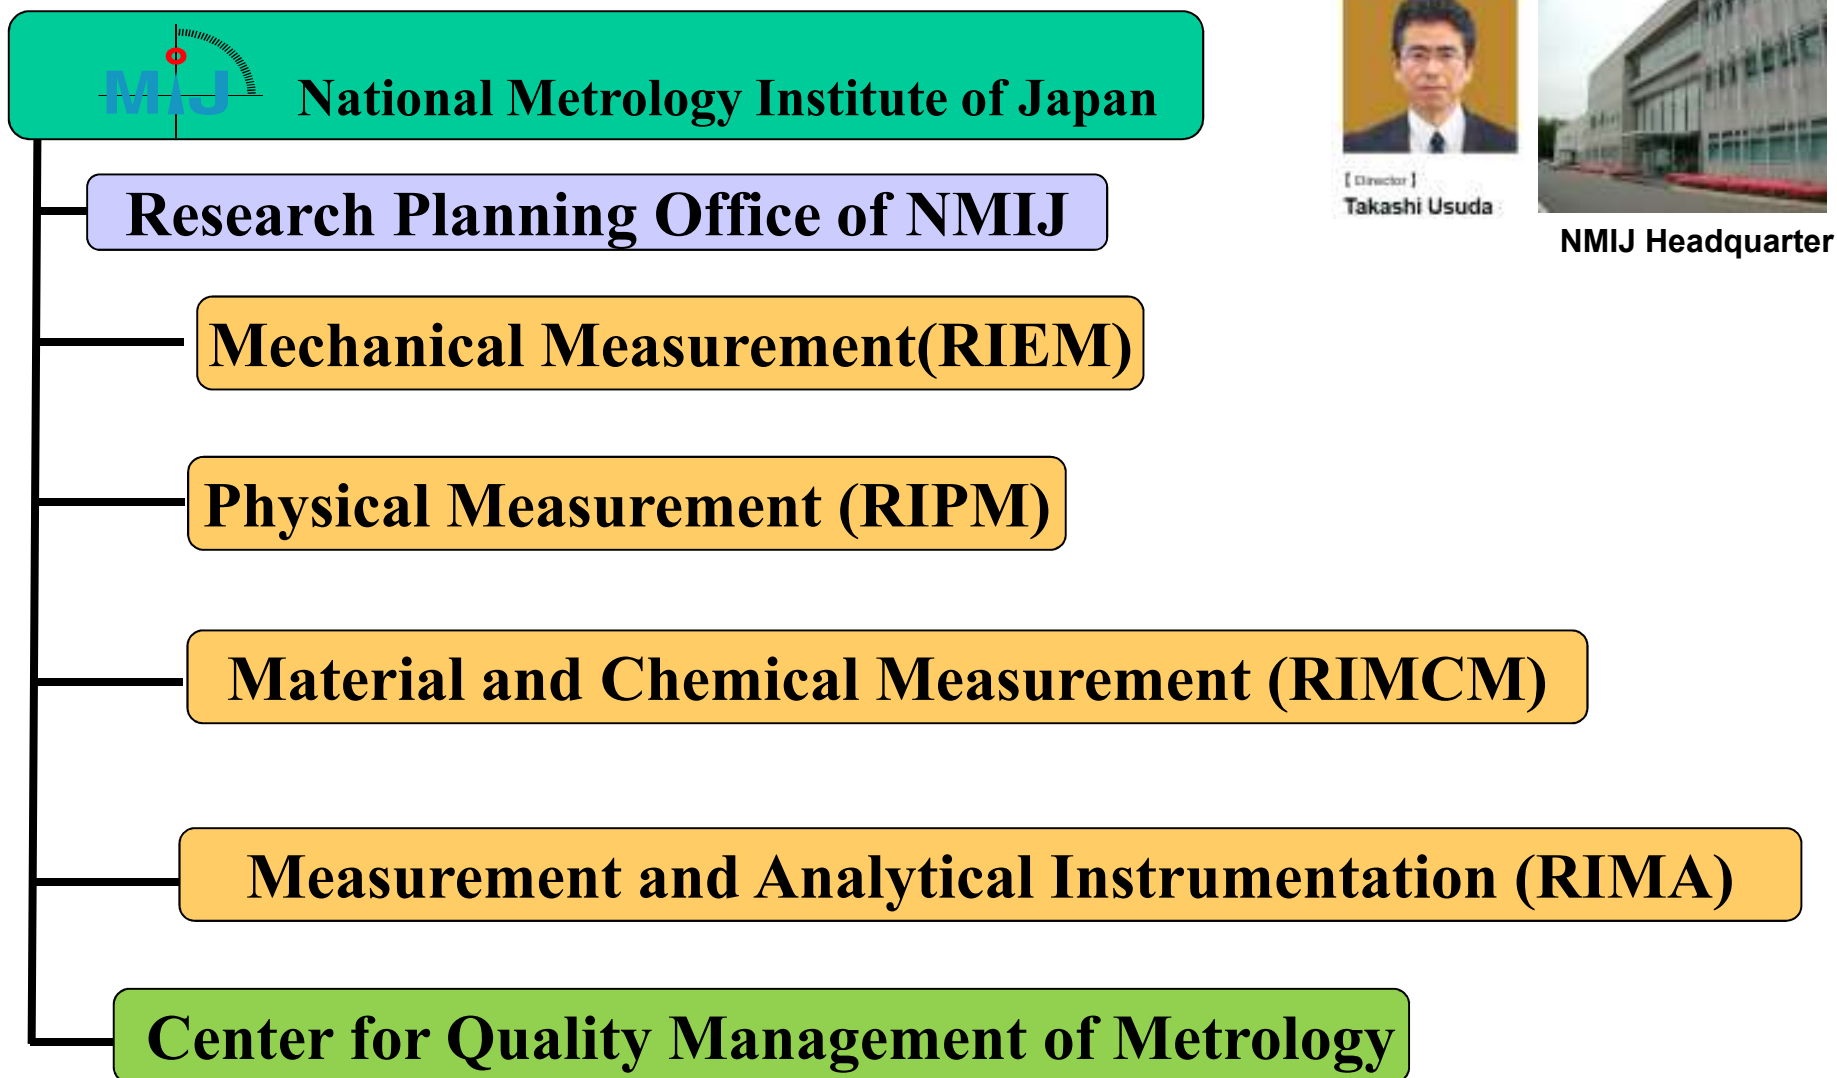 MiJ
National Metrology Institute of Japan
【 Director 】
Takashi Usuda
NMIJ Headquarter
Research Planning Office of NMIJ
Mechanical Measurement(RIEM)
Physical Measurement (RIPM)
Material and Chemical Measurement (RIMCM)
Measurement and Analytical Instrumentation (RIMA)
Center for Quality Management of Metrology